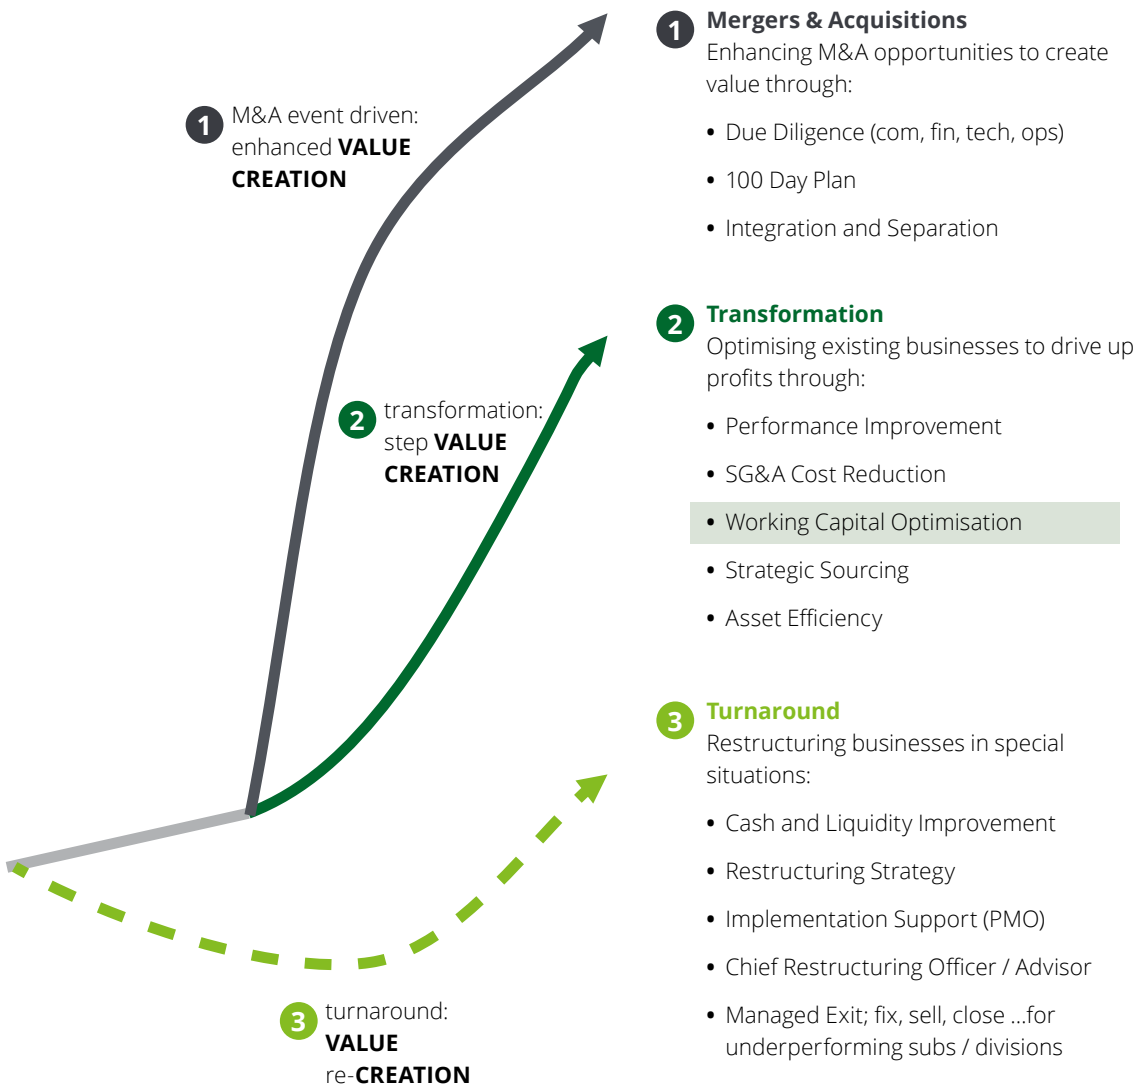 1 M&A event driven:
enhanced VALUE
CREATION
2 transformation:
step VALUE
CREATION
3 turnaround:
VALUE
re-CREATION
1 Mergers & Acquisitions
Enhancing M&A opportunities to create
value through:
• Due Diligence (com, fin, tech, ops)
• 100 Day Plan
• Integration and Separation
2 Transformation
Optimising existing businesses to drive up
profits through:
• Performance Improvement
• SG&A Cost Reduction
• Working Capital Optimisation
• Strategic Sourcing
• Asset Efficiency
3 Turnaround
Restructuring businesses in special
situations:
• Cash and Liquidity Improvement
• Restructuring Strategy
• Implementation Support (PMO)
• Chief Restructuring Officer / Advisor
• Managed Exit; fix, sell, close ...for
underperforming subs / divisions